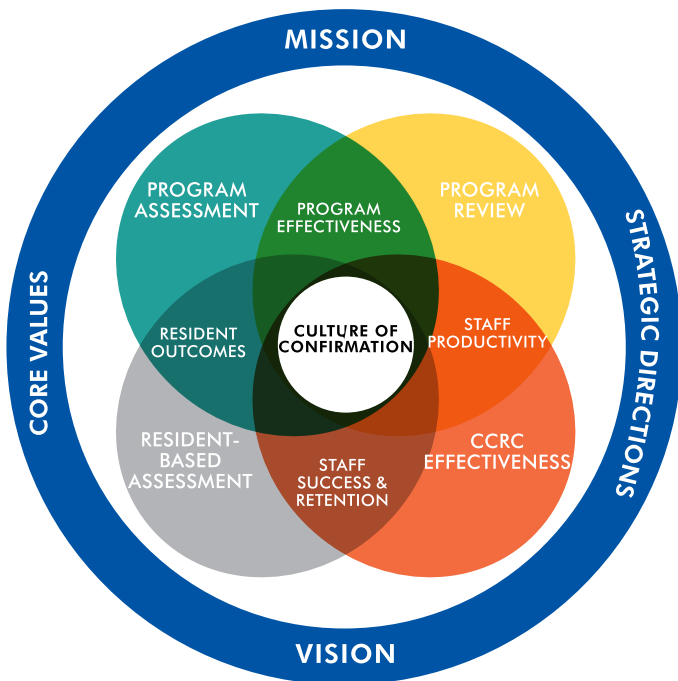 MISSION
PROGRAM
ASSESSMENT
PROGRAM
EFFECTIVENESS
PROGRAM
REVIEW
CORE VALUES
RESIDENT
OUTCOMES
CULTURE OF
CONFIRMATION
STAFF
PRODUCTIVITY
STRATEGIC DIRECTIONS
RESIDENT-
BASED
ASSESSMENT
STAFF
SUCCESS &
RETENTION
CCRC
EFFECTIVENESS
VISION